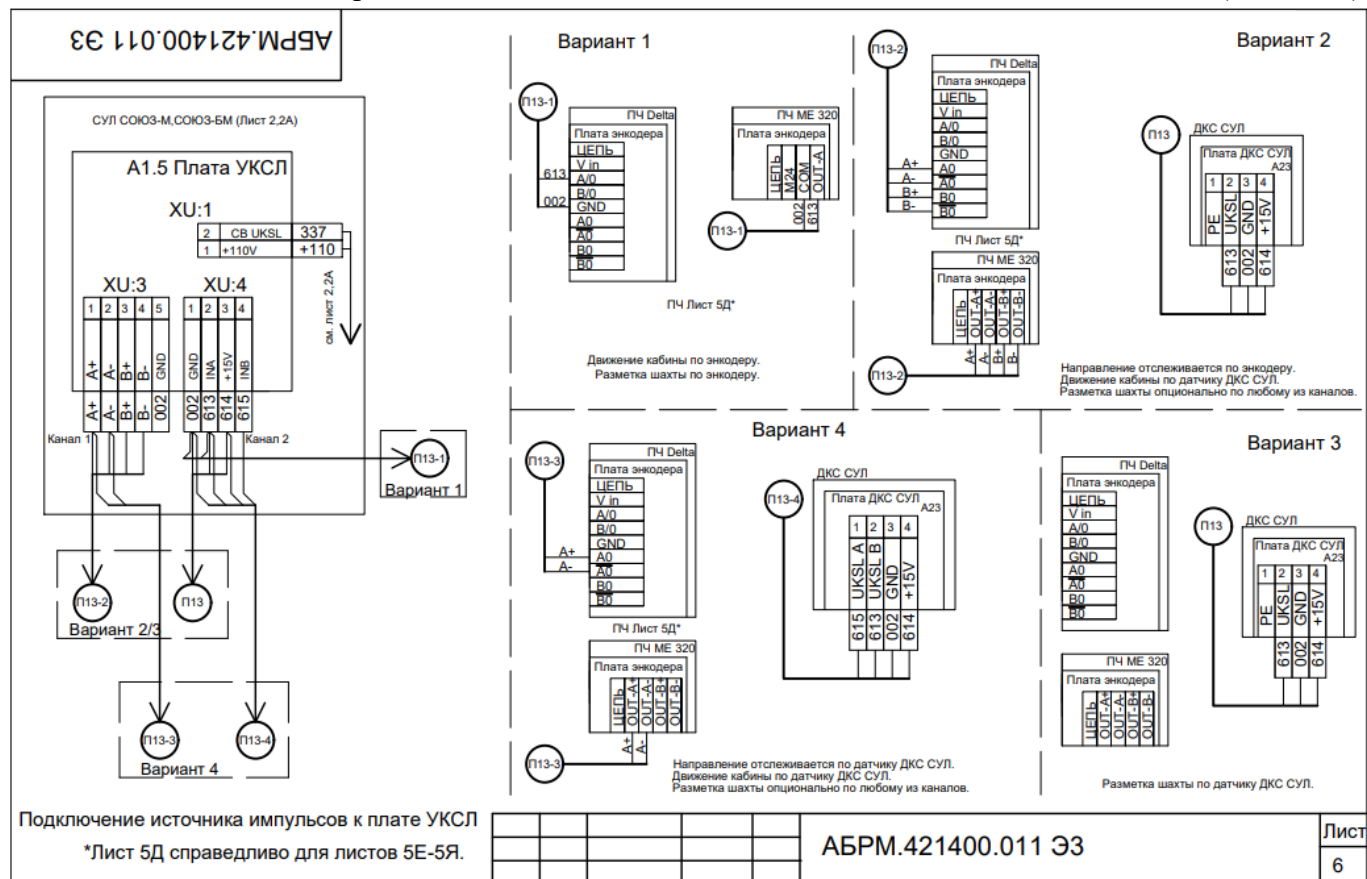 АБРМ.421400.011 Э3
СУЛ СОЮЗ-М,СОЮЗ-БМ (Лист 2,2А)
А1.5 Плата УКСЛ
XU:1
2 СВ UKSL 337
1 +110V +110
см. лист 2,2А
XU:3
1 2 3 4 5
A+ A- B+ B- GND
A+ A- B+ B- 002
XU:4
1 2 3 4
GND INA +15V INB
002 613 614 615
Канал 1
Канал 2
П13-1
Вариант 1
П13-2
П13
Вариант 2/3
П13-3
П13-4
Вариант 4
Вариант 1
П13-1
ПЧ Delta
Плата энкодера
ЦЕПЬ
V in
613 A/0
B/0
002 GND
A0
A0
B0
B0
ПЧ ME 320
Плата энкодера
ЦЕПЬ
M24
COM
OUT-A
002
613
П13-1
ПЧ Лист 5Д*
Движение кабины по энкодеру.
Разметка шахты по энкодеру.
Вариант 2
П13-2
ПЧ Delta
Плата энкодера
ЦЕПЬ
V in
A/0
B/0
GND
A+ A0
A- A0
B+ B0
B- B0
ПЧ Лист 5Д*
ПЧ ME 320
Плата энкодера
ЦЕПЬ
OUT-A+
OUT-A-
OUT-B+
OUT-B-
A+ A- B+ B-
П13-2
П13
ДКС СУЛ
Плата ДКС СУЛ
A23
1 2 3 4
PE UKSL GND +15V
613 002 614
Направление отслеживается по энкодеру.
Движение кабины по датчику ДКС СУЛ.
Разметка шахты опционально по любому из каналов.
Вариант 4
П13-3
ПЧ Delta
Плата энкодера
ЦЕПЬ
V in
A/0
B/0
GND
A+ A0
A- A0
B0
B0
ПЧ Лист 5Д*
ПЧ ME 320
Плата энкодера
ЦЕПЬ
OUT-A+
OUT-A-
OUT-B+
OUT-B-
A+ A-
П13-3
П13-4
ДКС СУЛ
Плата ДКС СУЛ
A23
1 2 3 4
UKSL A UKSL B GND +15V
615 613 002 614
Направление отслеживается по датчику ДКС СУЛ.
Движение кабины по датчику ДКС СУЛ.
Разметка шахты опционально по любому из каналов.
Вариант 3
ПЧ Delta
Плата энкодера
ЦЕПЬ
V in
A/0
B/0
GND
A0
A0
B0
B0
ПЧ ME 320
Плата энкодера
ЦЕПЬ
OUT-A+
OUT-A-
OUT-B+
OUT-B-
П13
ДКС СУЛ
Плата ДКС СУЛ
A23
1 2 3 4
PE UKSL GND +15V
613 002 614
Разметка шахты по датчику ДКС СУЛ.
Подключение источника импульсов к плате УКСЛ
*Лист 5Д справедливо для листов 5Е-5Я.
АБРМ.421400.011 Э3
Лист
6